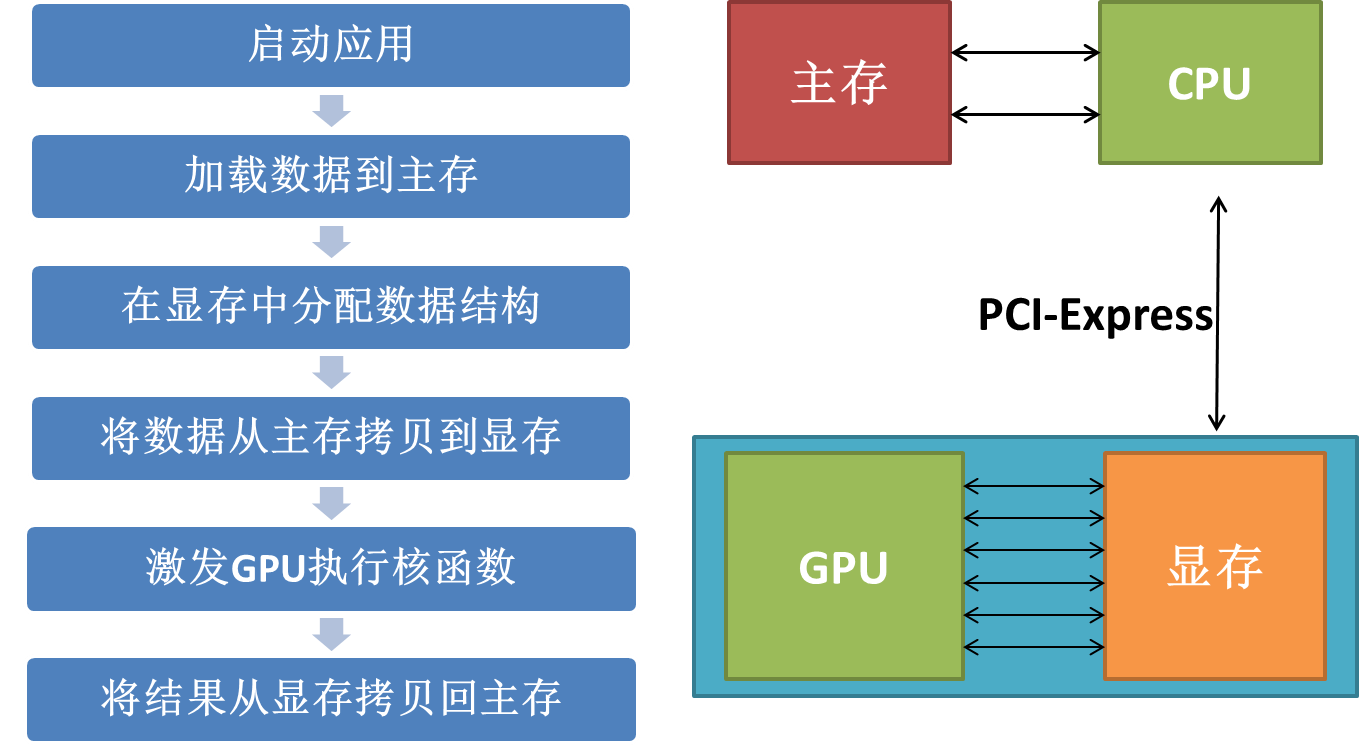 启动应用
加载数据到主存
在显存中分配数据结构
将数据从主存拷贝到显存
激发GPU执行核函数
将结果从显存拷贝回主存
主存
CPU
PCI-Express
GPU
显存